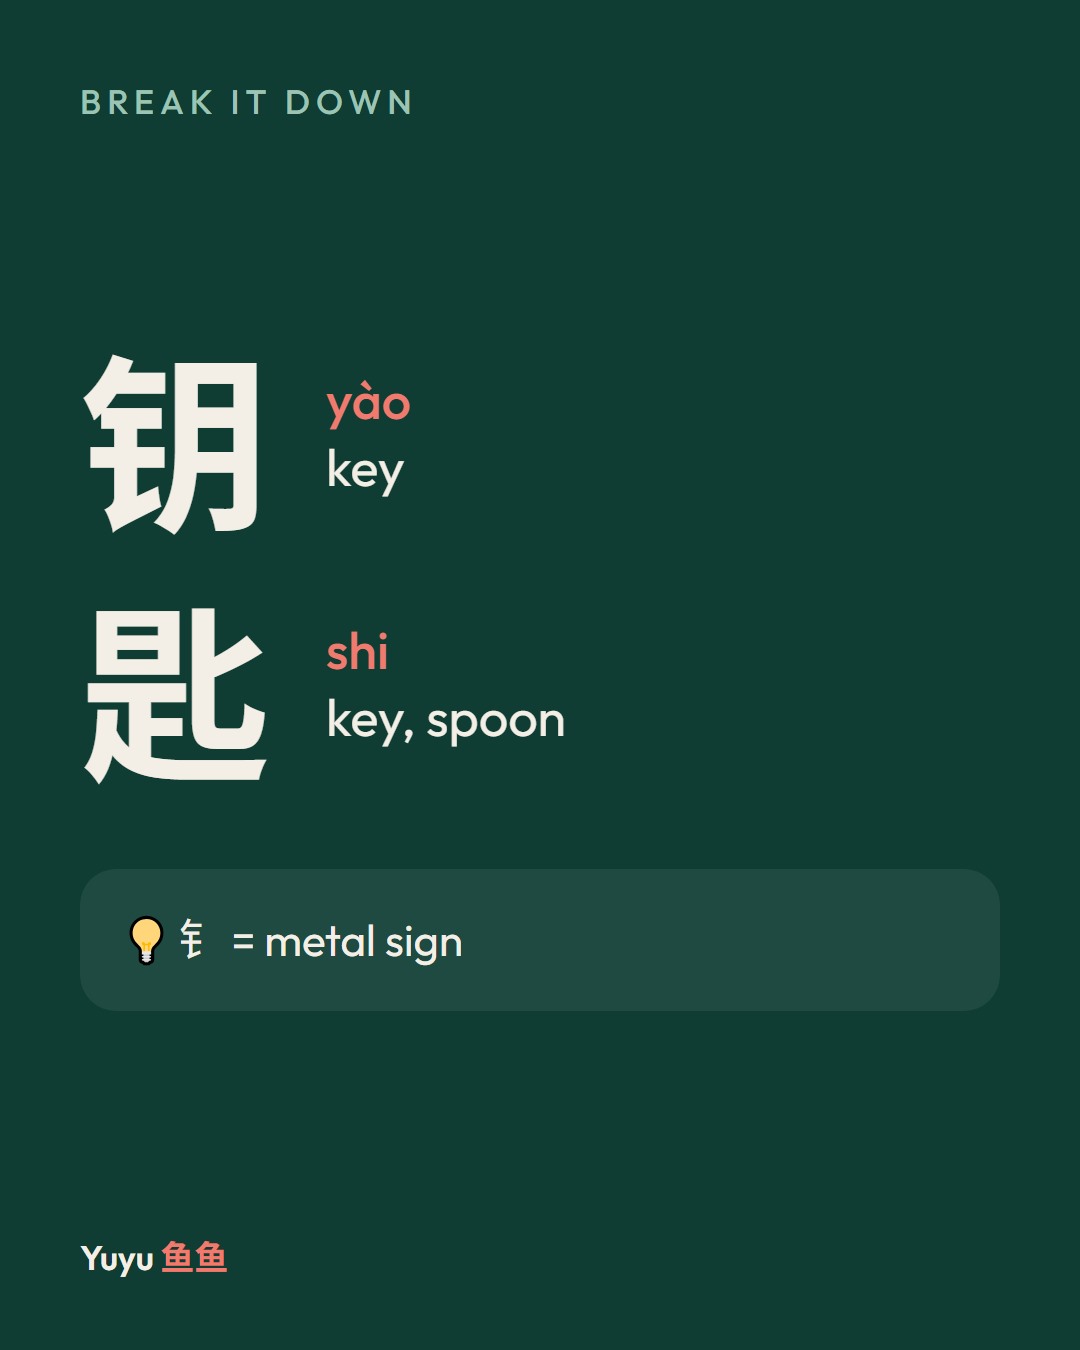 BREAK IT DOWN
钥
yào
key
匙
shi
key, spoon
💡钅 = metal sign
Yuyu 鱼鱼